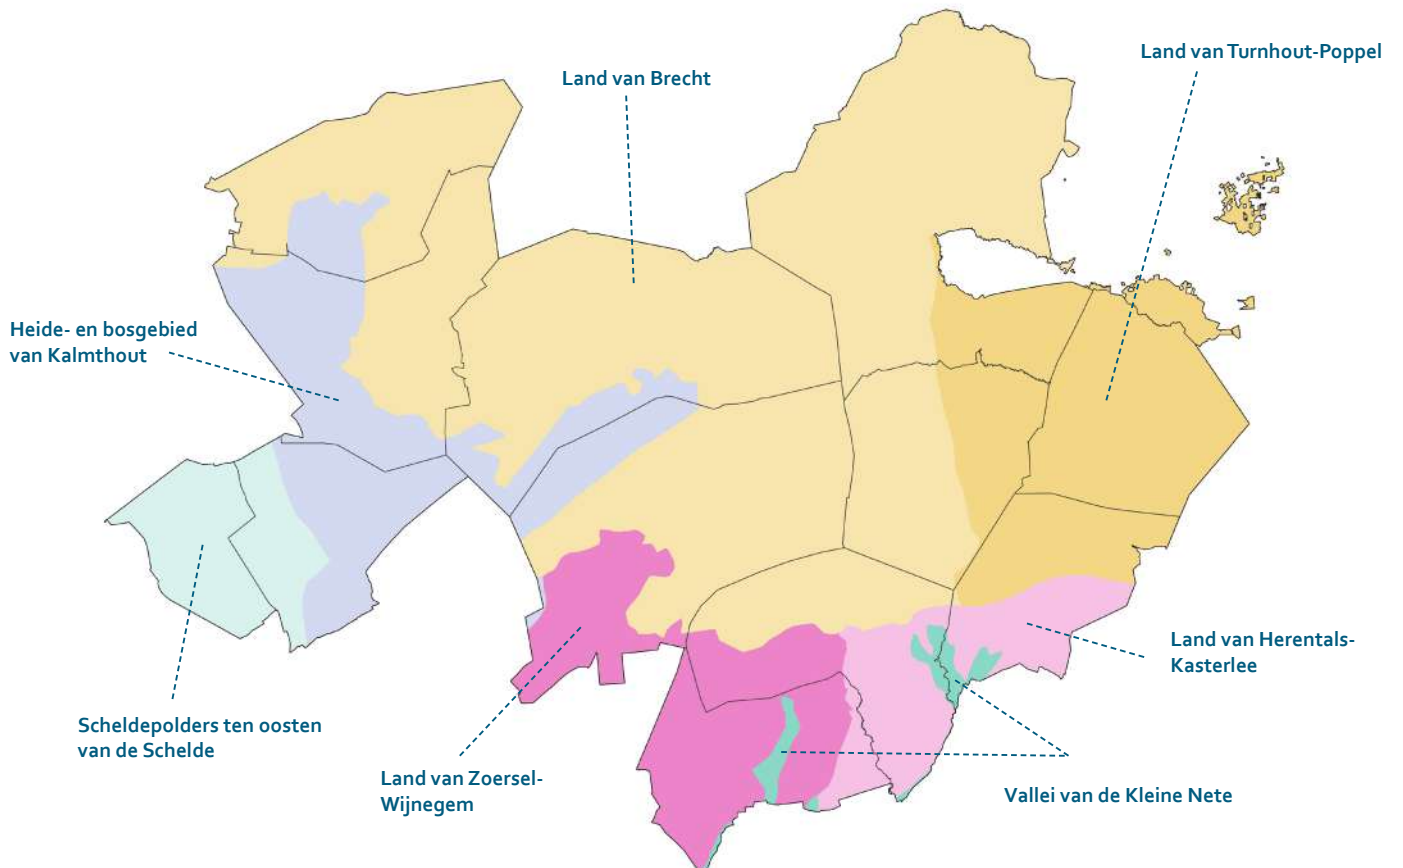 Land van Turnhout-Poppel
Land van Brecht
Heide- en bosgebied
van Kalmthout
Land van Herentals-
Kasterlee
Scheldepolders ten oosten
van de Schelde
Land van Zoersel-
Wijnegem
Vallei van de Kleine Nete